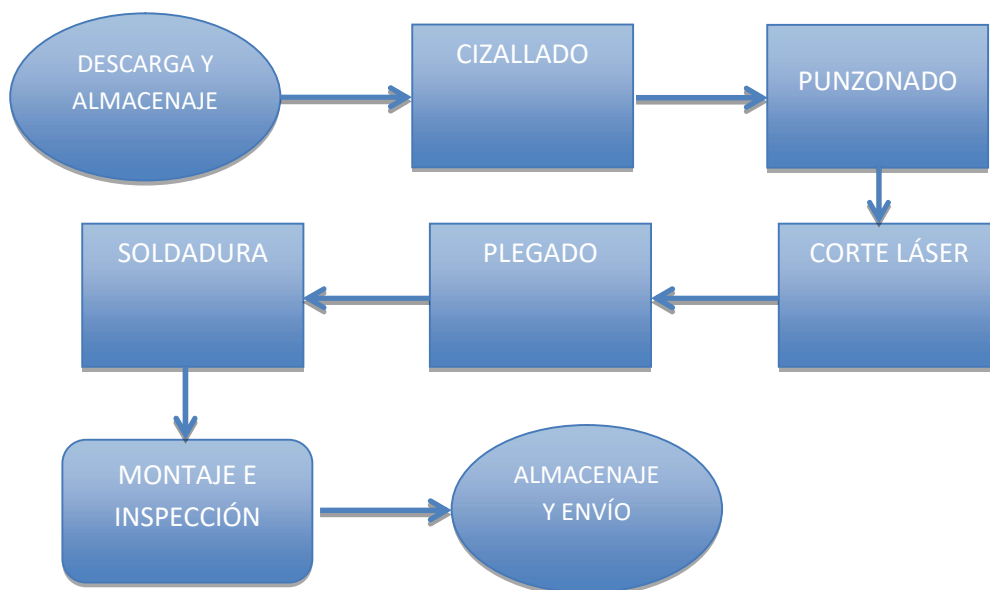 DESCARGA Y
ALMACENAJE
CIZALLADO
PUNZONADO
CORTE LÁSER
PLEGADO
SOLDADURA
MONTAJE E
INSPECCIÓN
ALMACENAJE
Y ENVÍO